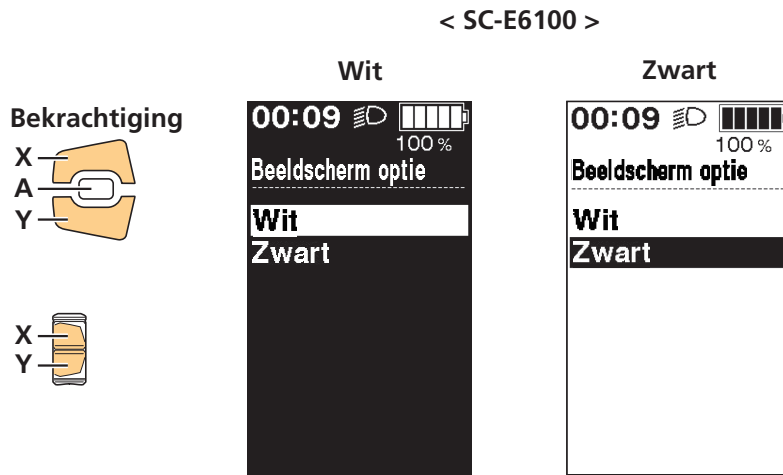 < SC-E6100 >
Wit
Zwart
Bekrachtiging
X
A
Y
X
Y
00:09
100 %
Beeldscherm optie
Wit
Zwart
00:09
100 %
Beeldscherm optie
Wit
Zwart